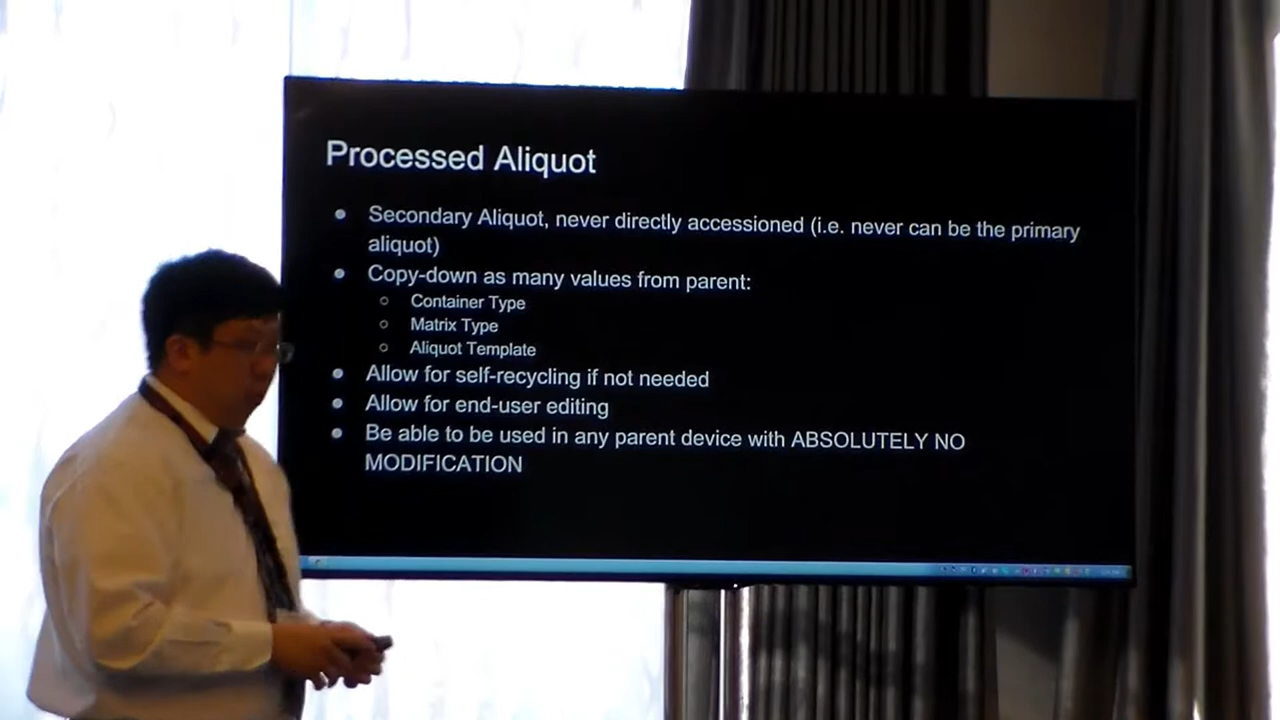 Processed Aliquot
Secondary Aliquot, never directly accessioned (i.e. never can be the primary
aliquot)
Copy-down as many values from parent:
Container Type
Matrix Type
Aliquot Template
Allow for self-recycling if not needed
Allow for end-user editing
Be able to be used in any parent device with ABSOLUTELY NO
MODIFICATION